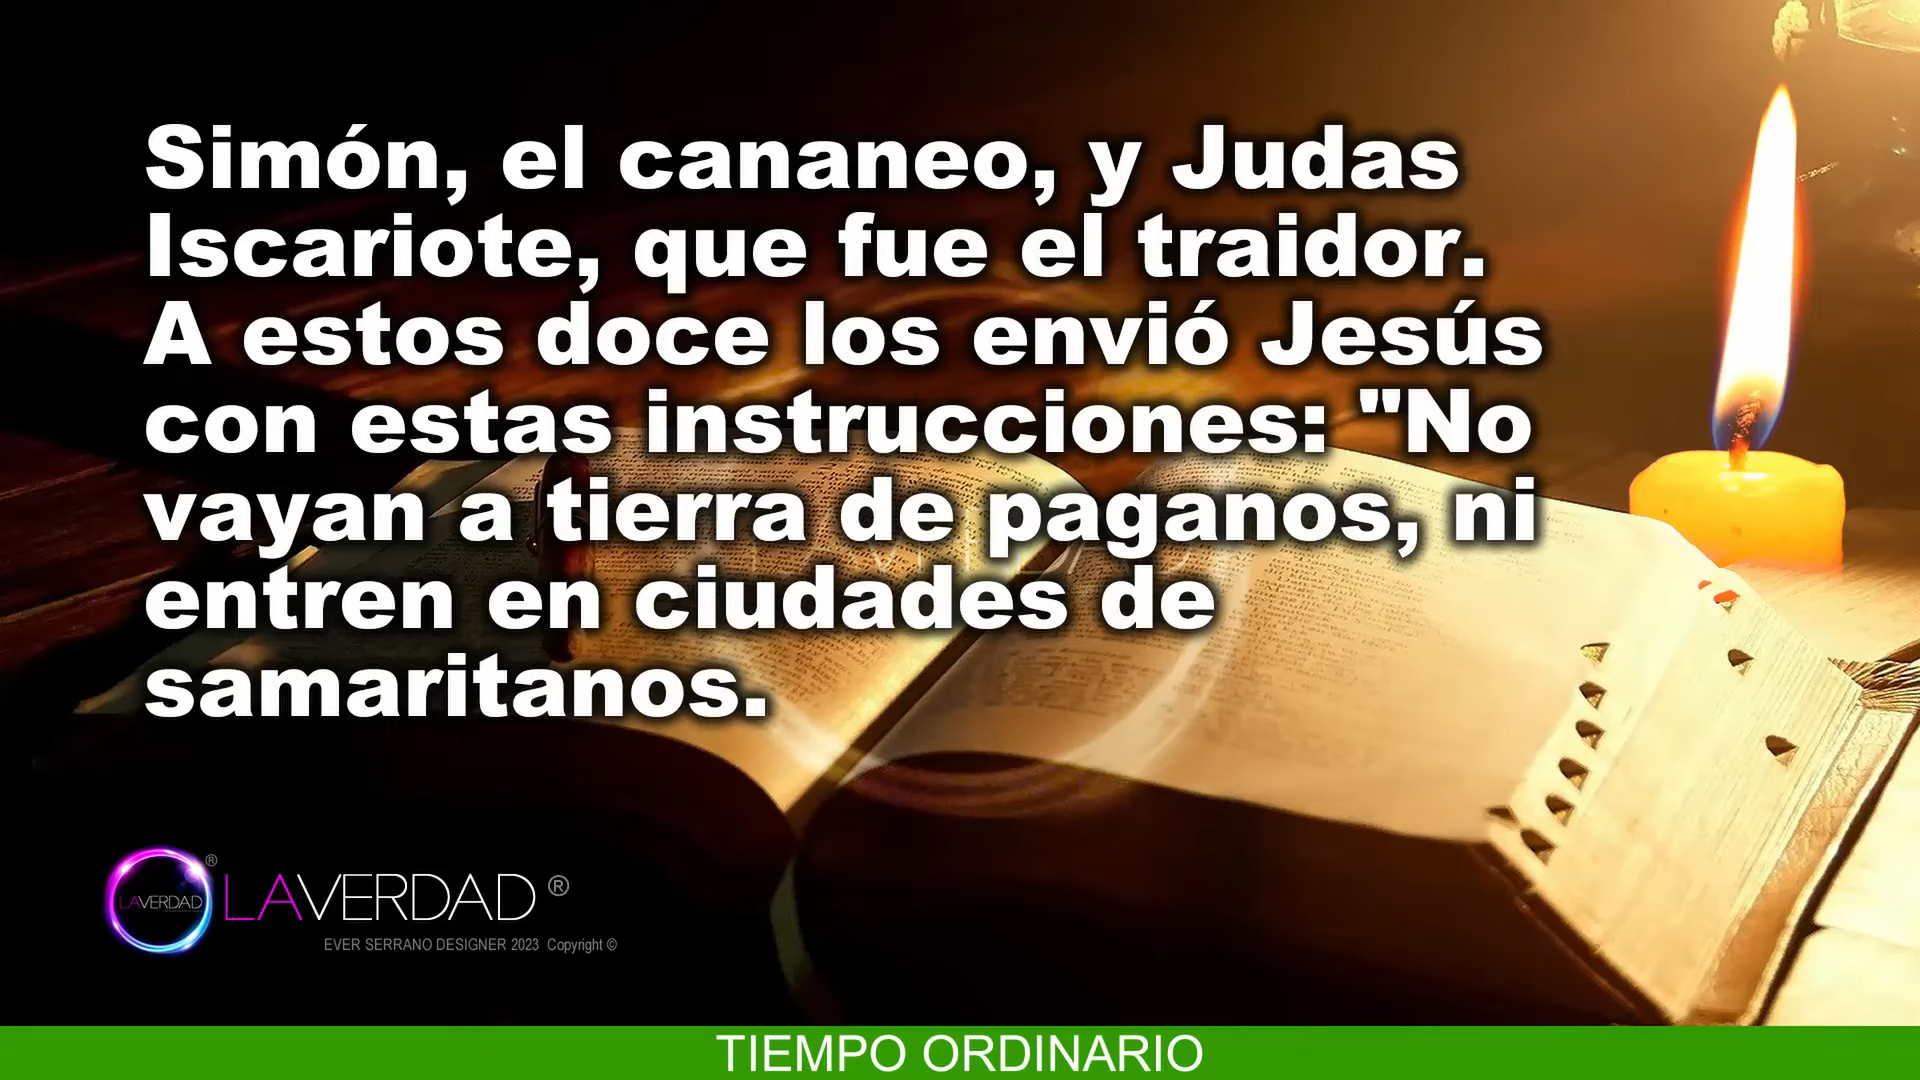 Simón, el cananeo, y Judas
Iscariote, que fue el traidor.
A estos doce los envió Jesús
con estas instrucciones: "No
vayan a tierra de paganos, ni
entren en ciudades de
samaritanos.
LAVERDAD ®
LAVERDAD ®
EVER SERRANO DESIGNER 2023 Copyright ©
TIEMPO ORDINARIO